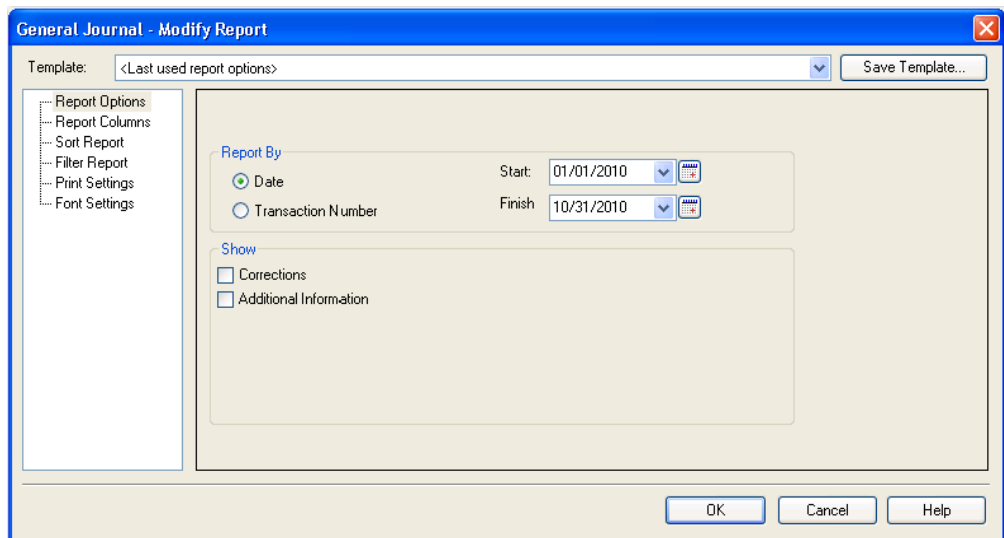 General Journal - Modify Report
Template: <Last used report options> Save Template...
Report Options
Report Columns
Sort Report
Filter Report
Print Settings
Font Settings
Report By
Date
Transaction Number
Start: 01/01/2010
Finish 10/31/2010
Show
Corrections
Additional Information
OK Cancel Help